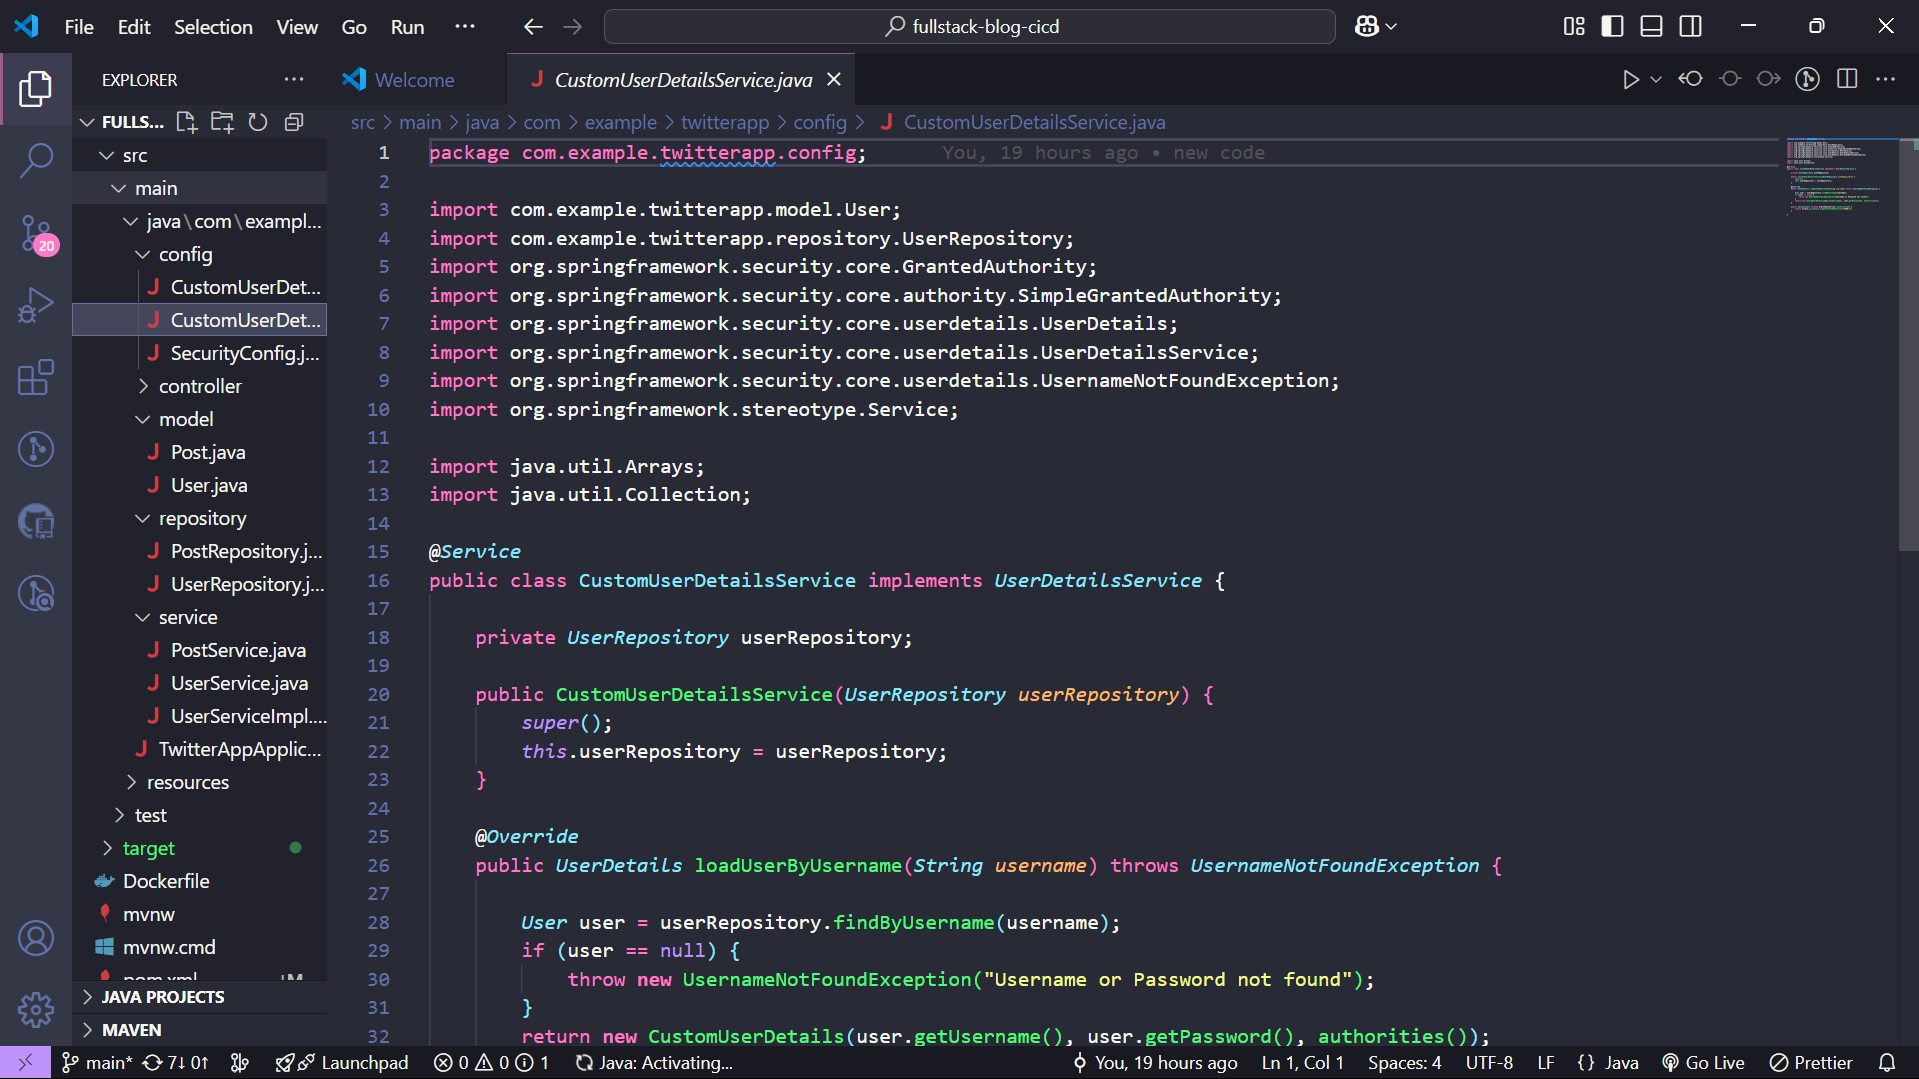 File Edit Selection View Go Run ··· fullstack-blog-cicd
EXPLORER ···
Welcome
CustomUserDetailsService.java
FULLS...
src > main > java > com > example > twitterapp > config > CustomUserDetailsService.java
src
main
java\com\exampl...
config
CustomUserDet...
CustomUserDet...
SecurityConfig.j...
controller
model
Post.java
User.java
repository
PostRepository.j...
UserRepository.j...
service
PostService.java
UserService.java
UserServiceImpl....
TwitterAppApplic...
resources
test
target
Dockerfile
mvnw
mvnw.cmd
JAVA PROJECTS
MAVEN
20
1 package com.example.twitterapp.config; You, 19 hours ago • new code
2
3 import com.example.twitterapp.model.User;
4 import com.example.twitterapp.repository.UserRepository;
5 import org.springframework.security.core.GrantedAuthority;
6 import org.springframework.security.core.authority.SimpleGrantedAuthority;
7 import org.springframework.security.core.userdetails.UserDetails;
8 import org.springframework.security.core.userdetails.UserDetailsService;
9 import org.springframework.security.core.userdetails.UsernameNotFoundException;
10 import org.springframework.stereotype.Service;
11
12 import java.util.Arrays;
13 import java.util.Collection;
14
15 @Service
16 public class CustomUserDetailsService implements UserDetailsService {
17
18 private UserRepository userRepository;
19
20 public CustomUserDetailsService(UserRepository userRepository) {
21 super();
22 this.userRepository = userRepository;
23 }
24
25 @Override
26 public UserDetails loadUserByUsername(String username) throws UsernameNotFoundException {
27
28 User user = userRepository.findByUsername(username);
29 if (user == null) {
30 throw new UsernameNotFoundException("Username or Password not found");
31 }
32 return new CustomUserDetails(user.getUsername(), user.getPassword(), authorities());
main* 7↓ 0↑ Launchpad 0 0 1 Java: Activating... You, 19 hours ago Ln 1, Col 1 Spaces: 4 UTF-8 LF {} Java Go Live Prettier